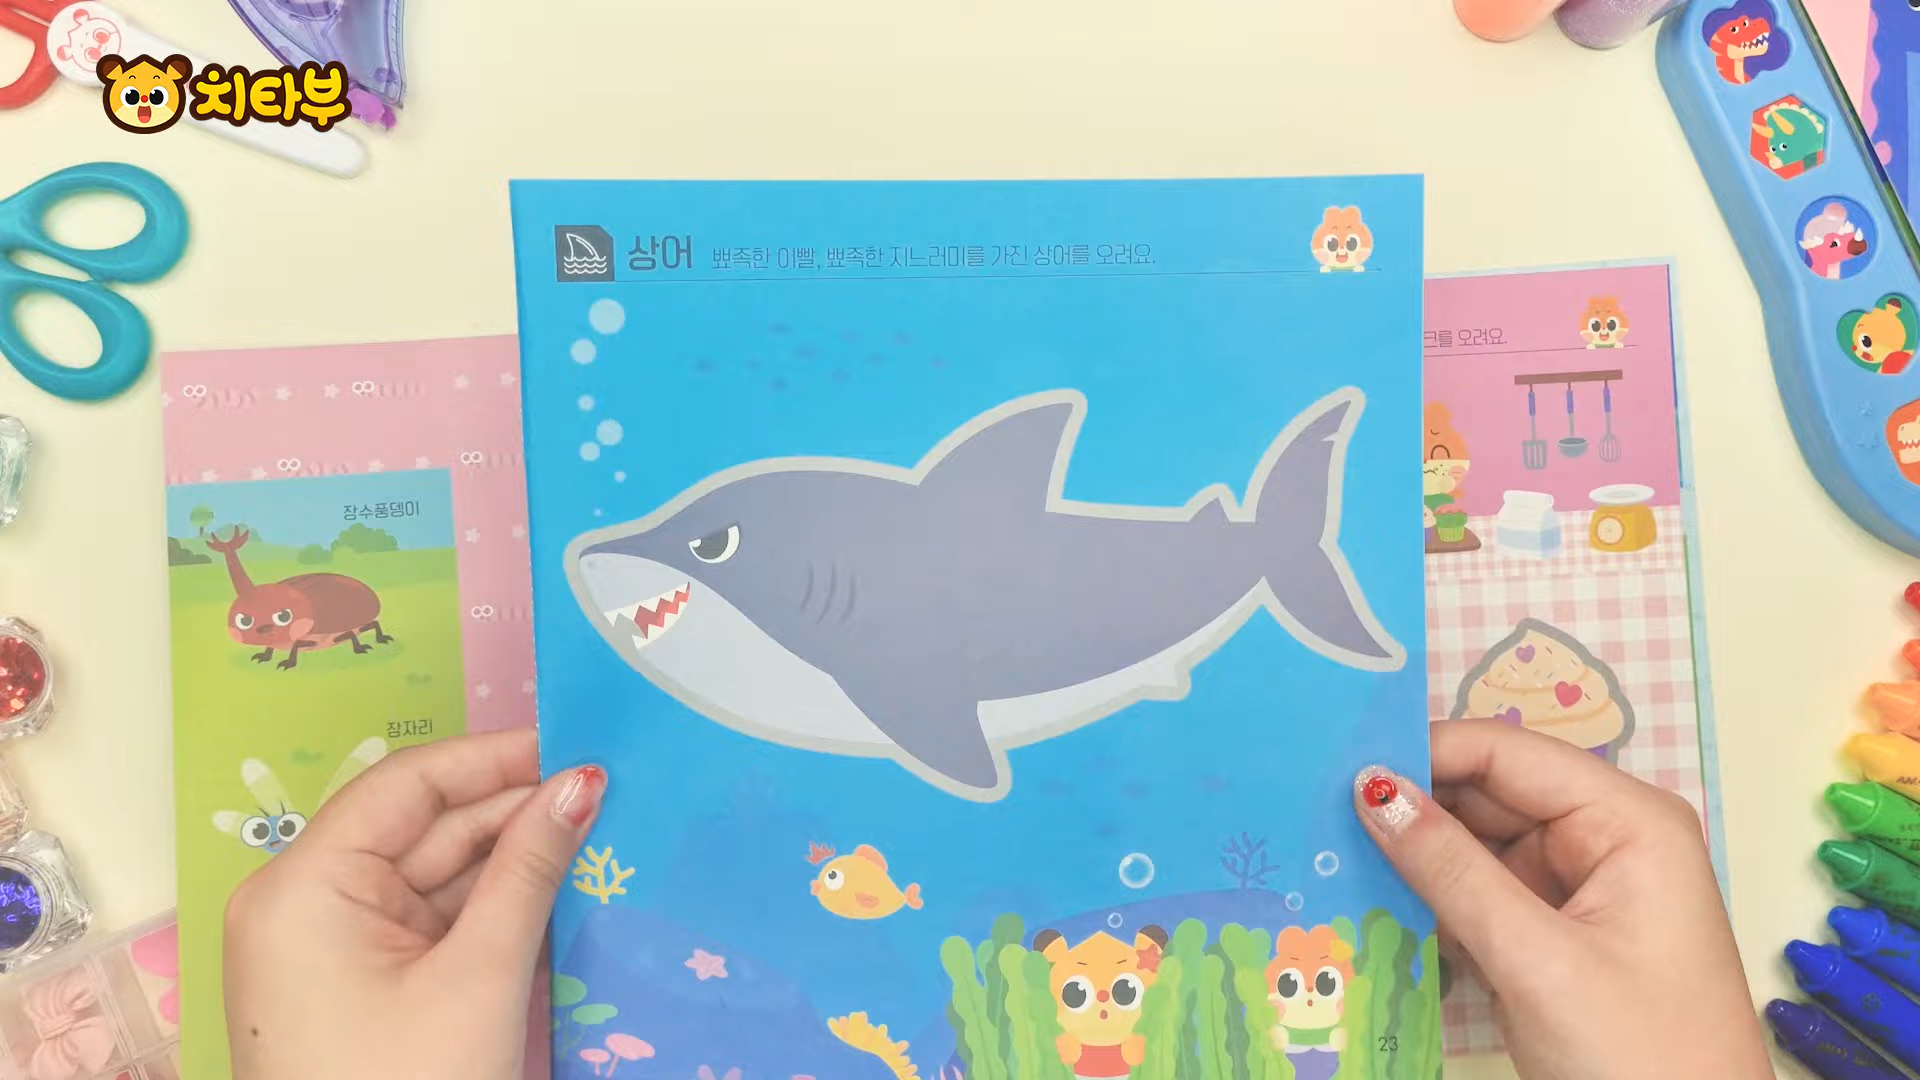 치타부
상어 뾰족한 이빨, 뾰족한 지느러미를 가진 상어를 오려요.
크를 오려요.
장수풍뎅이
잠자리
23